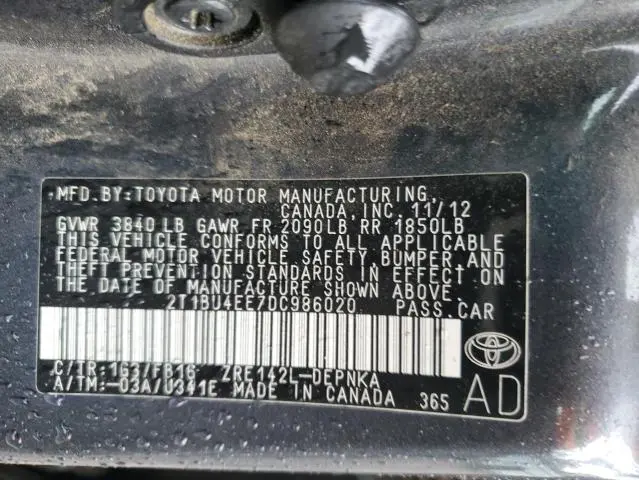 MFD. BY: TOYOTA MOTOR MANUFACTURING,
CANADA, INC. 11/12
GVWR 3840 LB GAWR FR 2090LB RR 1850LB
THIS VEHICLE CONFORMS TO ALL APPLICABLE
FEDERAL MOTOR VEHICLE SAFETY, BUMPER, AND
THEFT PREVENTION STANDARDS IN EFFECT ON
THE DATE OF MANUFACTURE SHOWN ABOVE.
2T1BU4EE7DC986020 PASS. CAR
C/TR: 1G3/FB16 ZRE142L-DEPNKA
A/TM: -03A/U341E MADE IN CANADA 365
AD